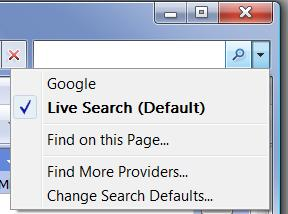 Google
Live Search (Default)
Find on this Page...
Find More Providers...
Change Search Defaults...